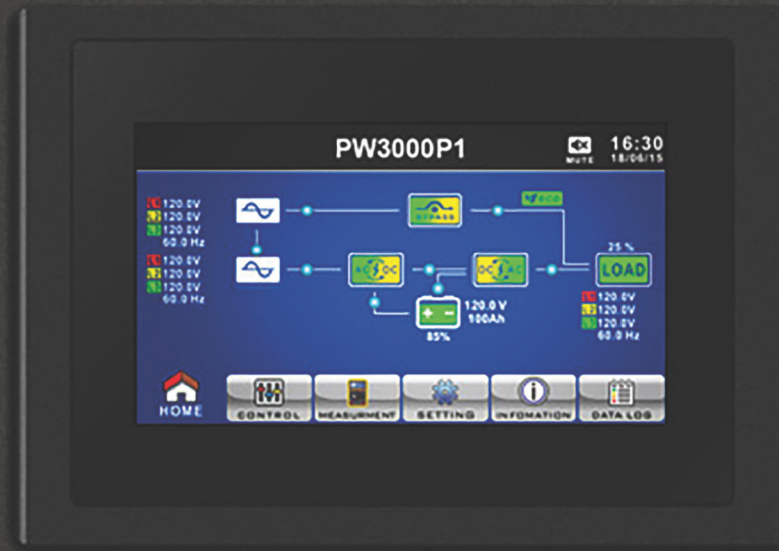 PW3000P1
MUTE
16:30
18/06/15
L1 120.0V
L2 120.0V
L3 120.0V
60.0 Hz
L1 120.0V
L2 120.0V
L3 120.0V
60.0 Hz
BYPASS
eco
AC DC
DC AC
25 %
LOAD
L1 120.0V
L2 120.0V
L3 120.0V
60.0 Hz
+ -
120.0 V
100Ah
85%
HOME
CONTROL
MEASURMENT
SETTING
INFOMATION
DATA LOG